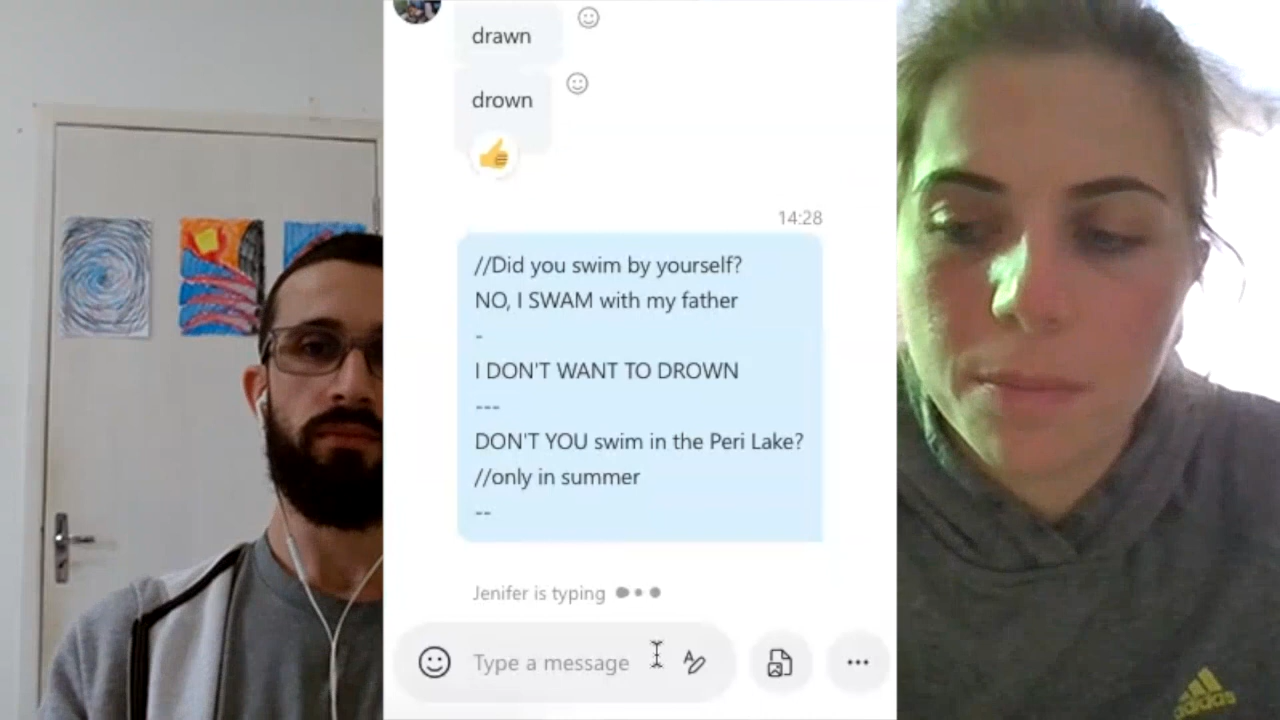 drawn
drown
14:28
//Did you swim by yourself?
NO, I SWAM with my father
-
I DON'T WANT TO DROWN
---
DON'T YOU swim in the Peri Lake?
//only in summer
--
Jenifer is typing
Type a message
adidas